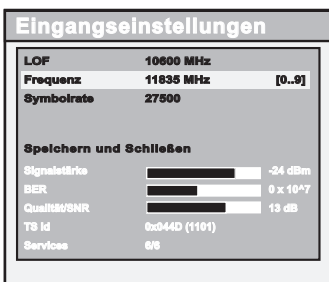 Eingangseinstellungen
LOF 10600 MHz
Frequenz 11835 MHz [0..9]
Symbolrate 27500
Speichern und Schließen
Signalstärke -24 dBm
BER 0 x 10^7
Qualität/SNR 13 dB
TS Id 0x044D (1101)
Services 6/6